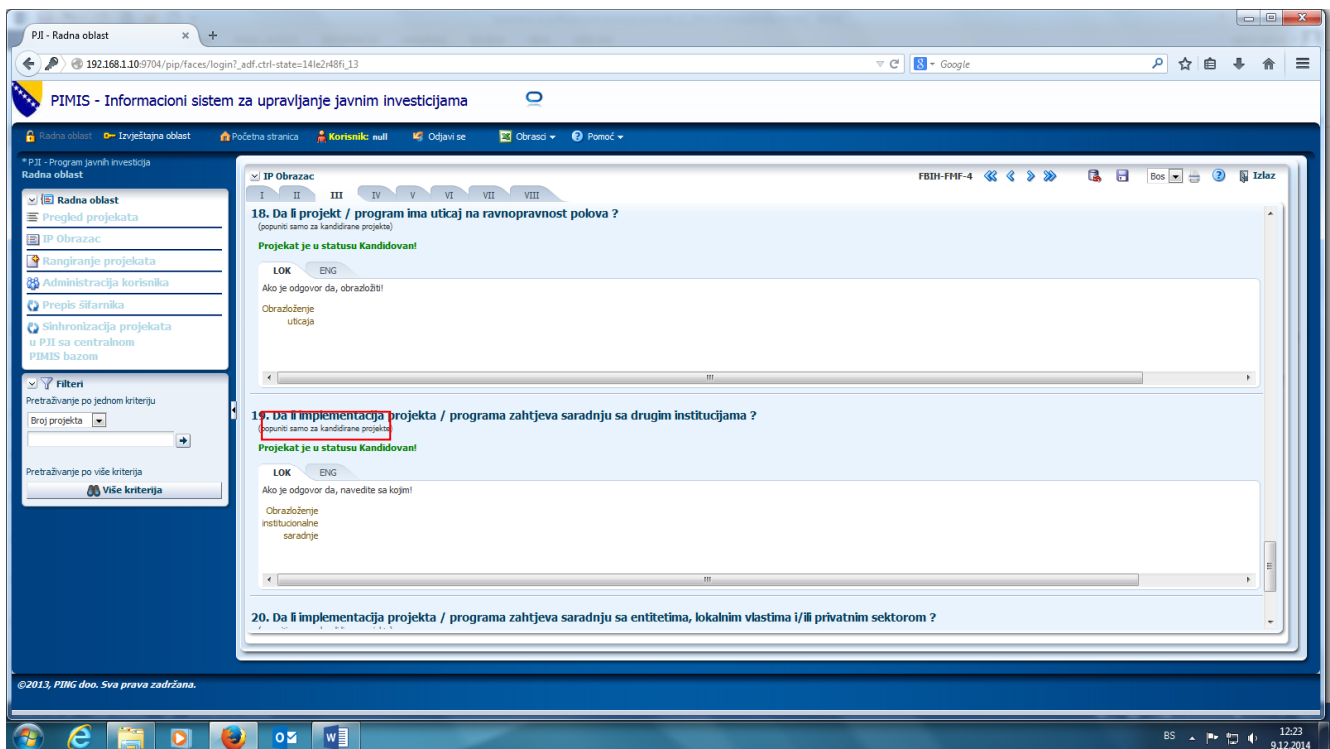 PJI - Radna oblast
192.168.1.10:9704/pip/faces/login?_adf.ctrl-state=14le2r48fi_13
Google
PIMIS - Informacioni sistem za upravljanje javnim investicijama
Radna oblast Izvještajna oblast Početna stranica Korisnik: null Odjavi se Obrasci Pomoć
* PJI - Program javnih investicija
Radna oblast
Radna oblast
Pregled projekata
IP Obrazac
Rangiranje projekata
Administracija korisnika
Prepis šifarnika
Sinhronizacija projekata
u PJI sa centralnom
PIMIS bazom
Filteri
Pretraživanje po jednom kriteriju
Broj projekta
Pretraživanje po više kriterija
Više kriterija
IP Obrazac FBIH-FMF-4 Bos Izlaz
I II III IV V VI VII VIII
18. Da li projekt / program ima uticaj na ravnopravnost polova ?
(popuniti samo za kandidirane projekte)
Projekat je u statusu Kandidovan!
LOK ENG
Ako je odgovor da, obrazložiti!
Obrazloženje
uticaja
19. Da li implementacija projekta / programa zahtjeva saradnju sa drugim institucijama ?
(popuniti samo za kandidirane projekte)
Projekat je u statusu Kandidovan!
LOK ENG
Ako je odgovor da, navedite sa kojim!
Obrazloženje
institucionalne
saradnje
20. Da li implementacija projekta / programa zahtjeva saradnju sa entitetima, lokalnim vlastima i/ili privatnim sektorom ?
©2013, PING doo. Sva prava zadržana.
BS
12:23
9.12.2014